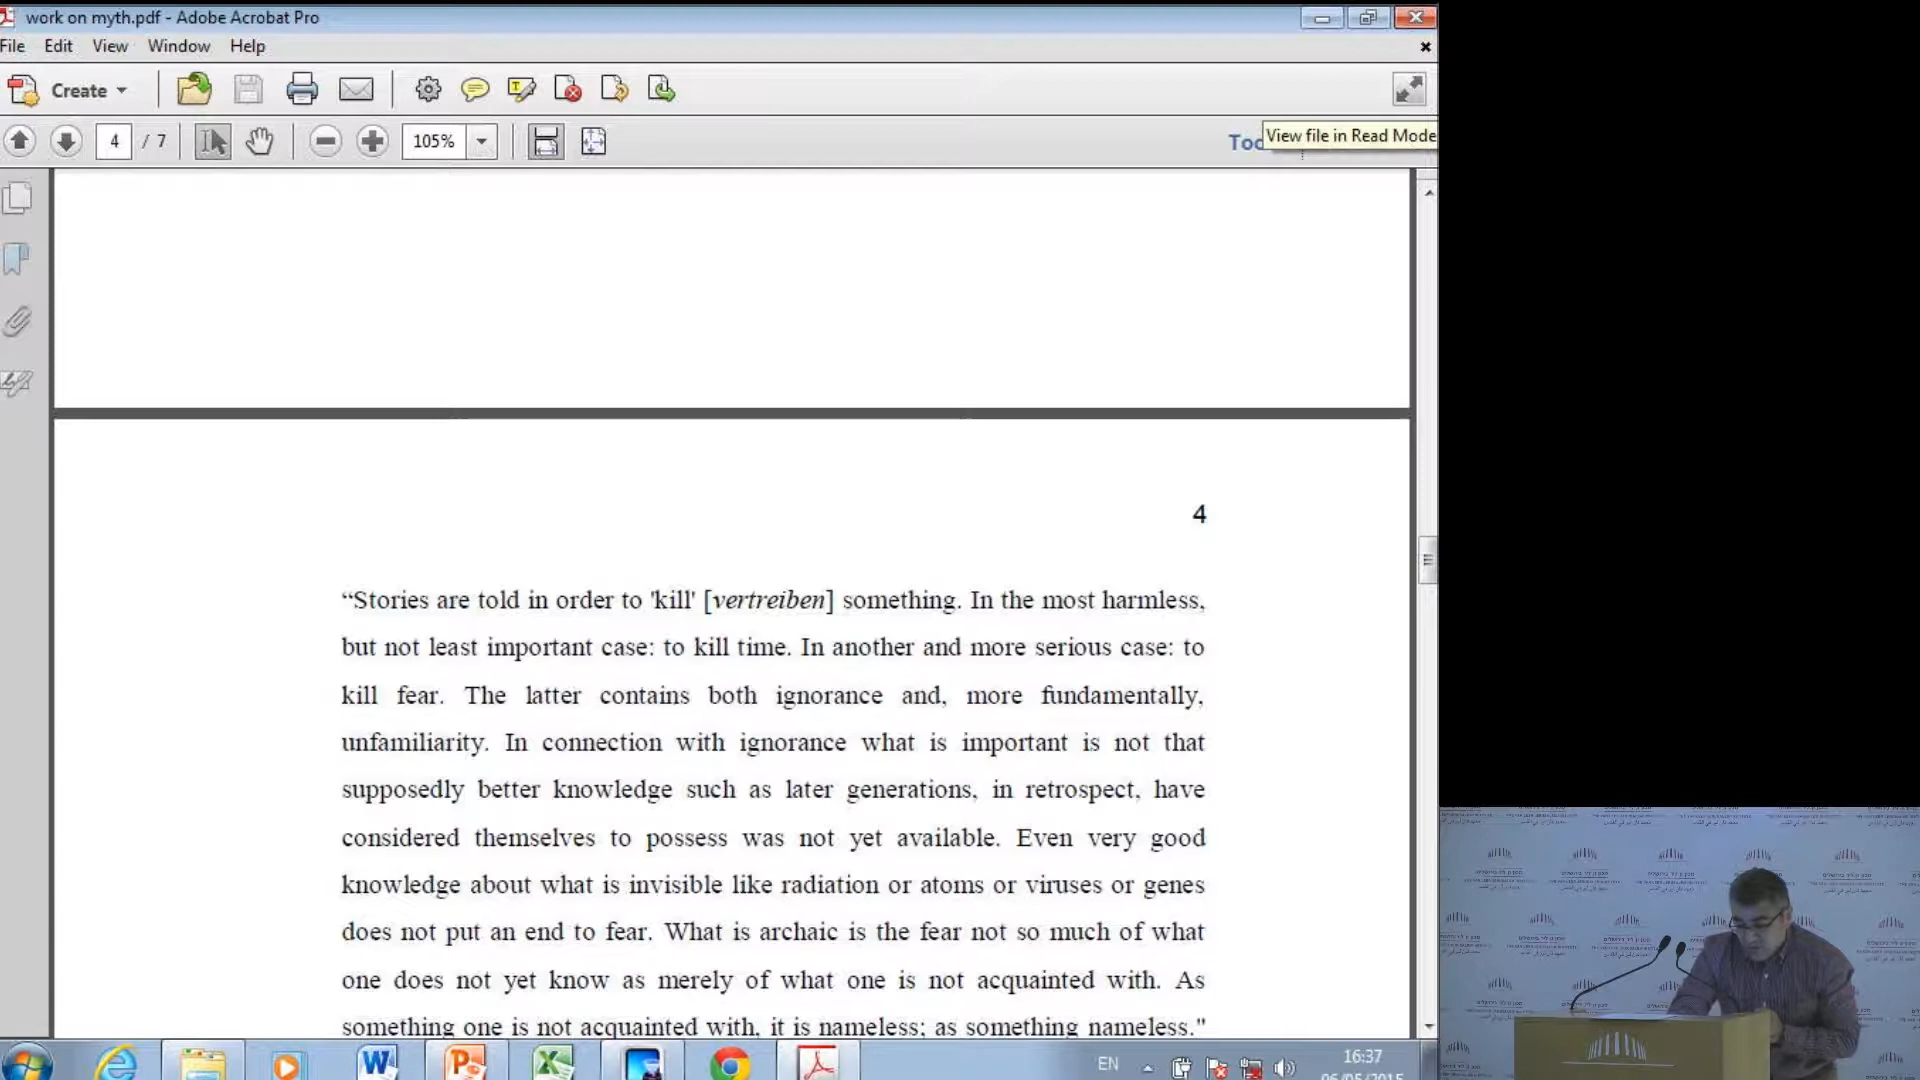 work on myth.pdf - Adobe Acrobat Pro
File Edit View Window Help
Create
4 / 7 105%
View file in Read Mode
4
“Stories are told in order to 'kill' [vertreiben] something. In the most harmless,
but not least important case: to kill time. In another and more serious case: to
kill fear. The latter contains both ignorance and, more fundamentally,
unfamiliarity. In connection with ignorance what is important is not that
supposedly better knowledge such as later generations, in retrospect, have
considered themselves to possess was not yet available. Even very good
knowledge about what is invisible like radiation or atoms or viruses or genes
does not put an end to fear. What is archaic is the fear not so much of what
one does not yet know as merely of what one is not acquainted with. As
something one is not acquainted with, it is nameless; as something nameless."
EN
16:37
06/05/2015